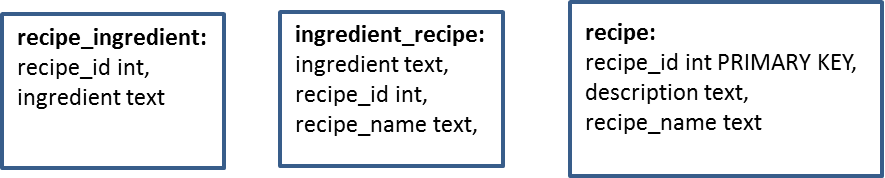 recipe_ingredient:
recipe_id int,
ingredient text
ingredient_recipe:
ingredient text,
recipe_id int,
recipe_name text,
recipe:
recipe_id int PRIMARY KEY,
description text,
recipe_name text